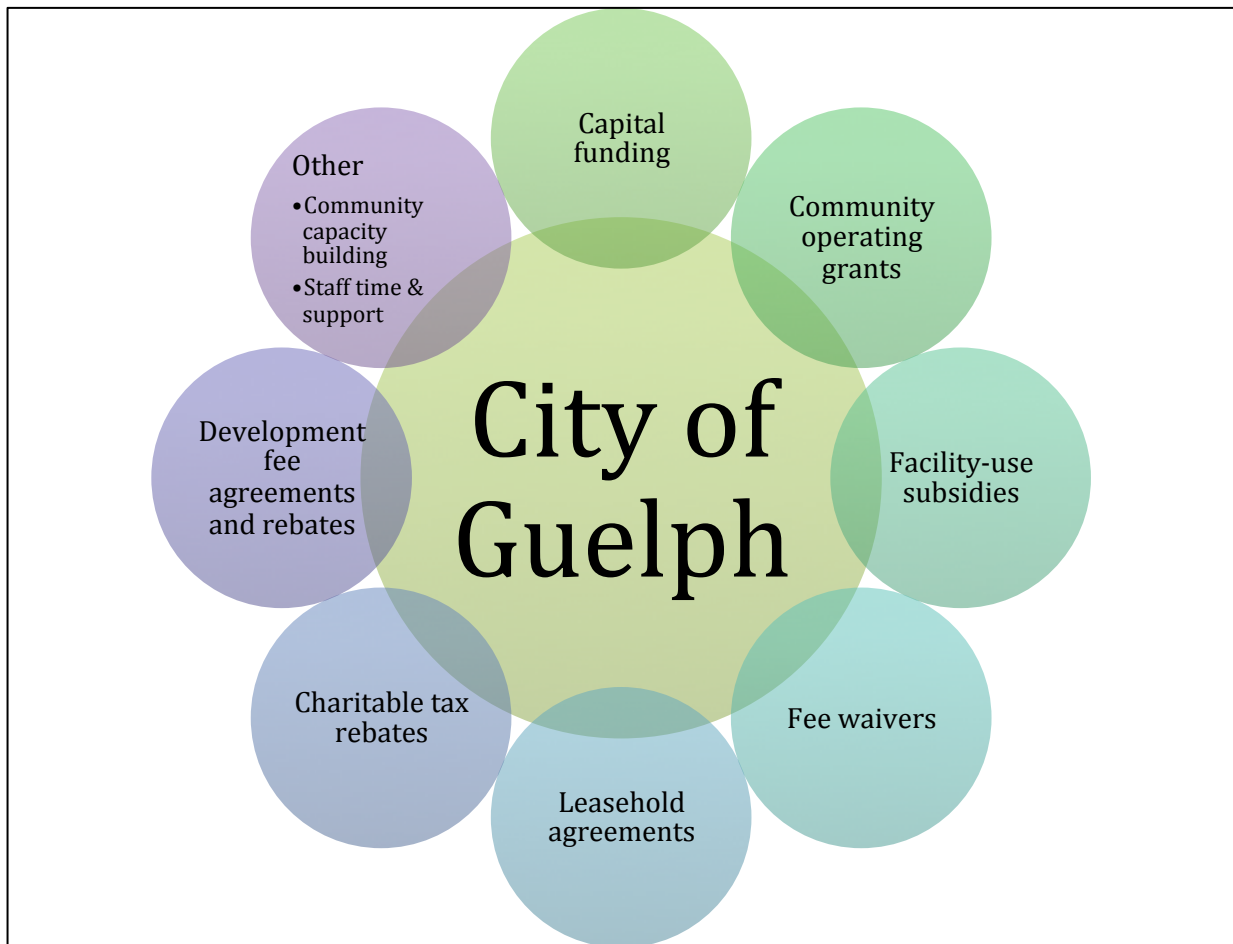 Capital
funding
Community
operating
grants
Facility-use
subsidies
Fee waivers
Leasehold
agreements
Charitable tax
rebates
Development
fee
agreements
and rebates
Other
•Community
capacity
building
•Staff time &
support
City of
Guelph